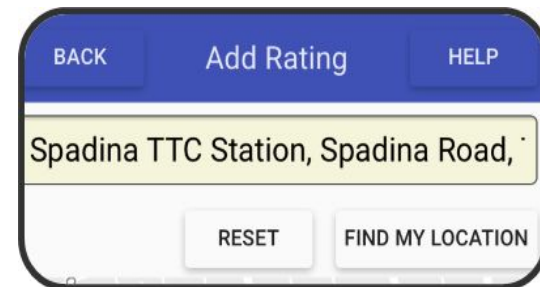 BACK Add Rating HELP
Spadina TTC Station, Spadina Road,
RESET FIND MY LOCATION